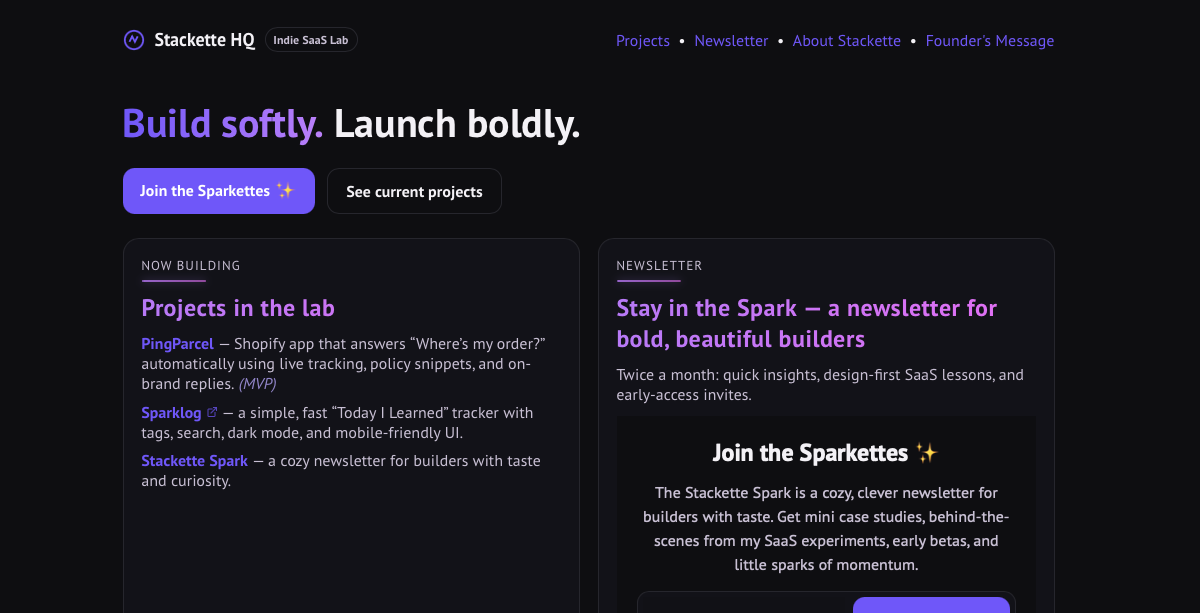 Stackette HQ Indie SaaS Lab
Projects • Newsletter • About Stackette • Founder's Message
Build softly. Launch boldly.
Join the Sparkettes ✨
See current projects
NOW BUILDING
Projects in the lab
PingParcel — Shopify app that answers “Where’s my order?”
automatically using live tracking, policy snippets, and on-
brand replies. (MVP)
Sparklog — a simple, fast “Today I Learned” tracker with
tags, search, dark mode, and mobile-friendly UI.
Stackette Spark — a cozy newsletter for builders with taste
and curiosity.
NEWSLETTER
Stay in the Spark — a newsletter for
bold, beautiful builders
Twice a month: quick insights, design-first SaaS lessons, and
early-access invites.
Join the Sparkettes ✨
The Stackette Spark is a cozy, clever newsletter for
builders with taste. Get mini case studies, behind-the-
scenes from my SaaS experiments, early betas, and
little sparks of momentum.